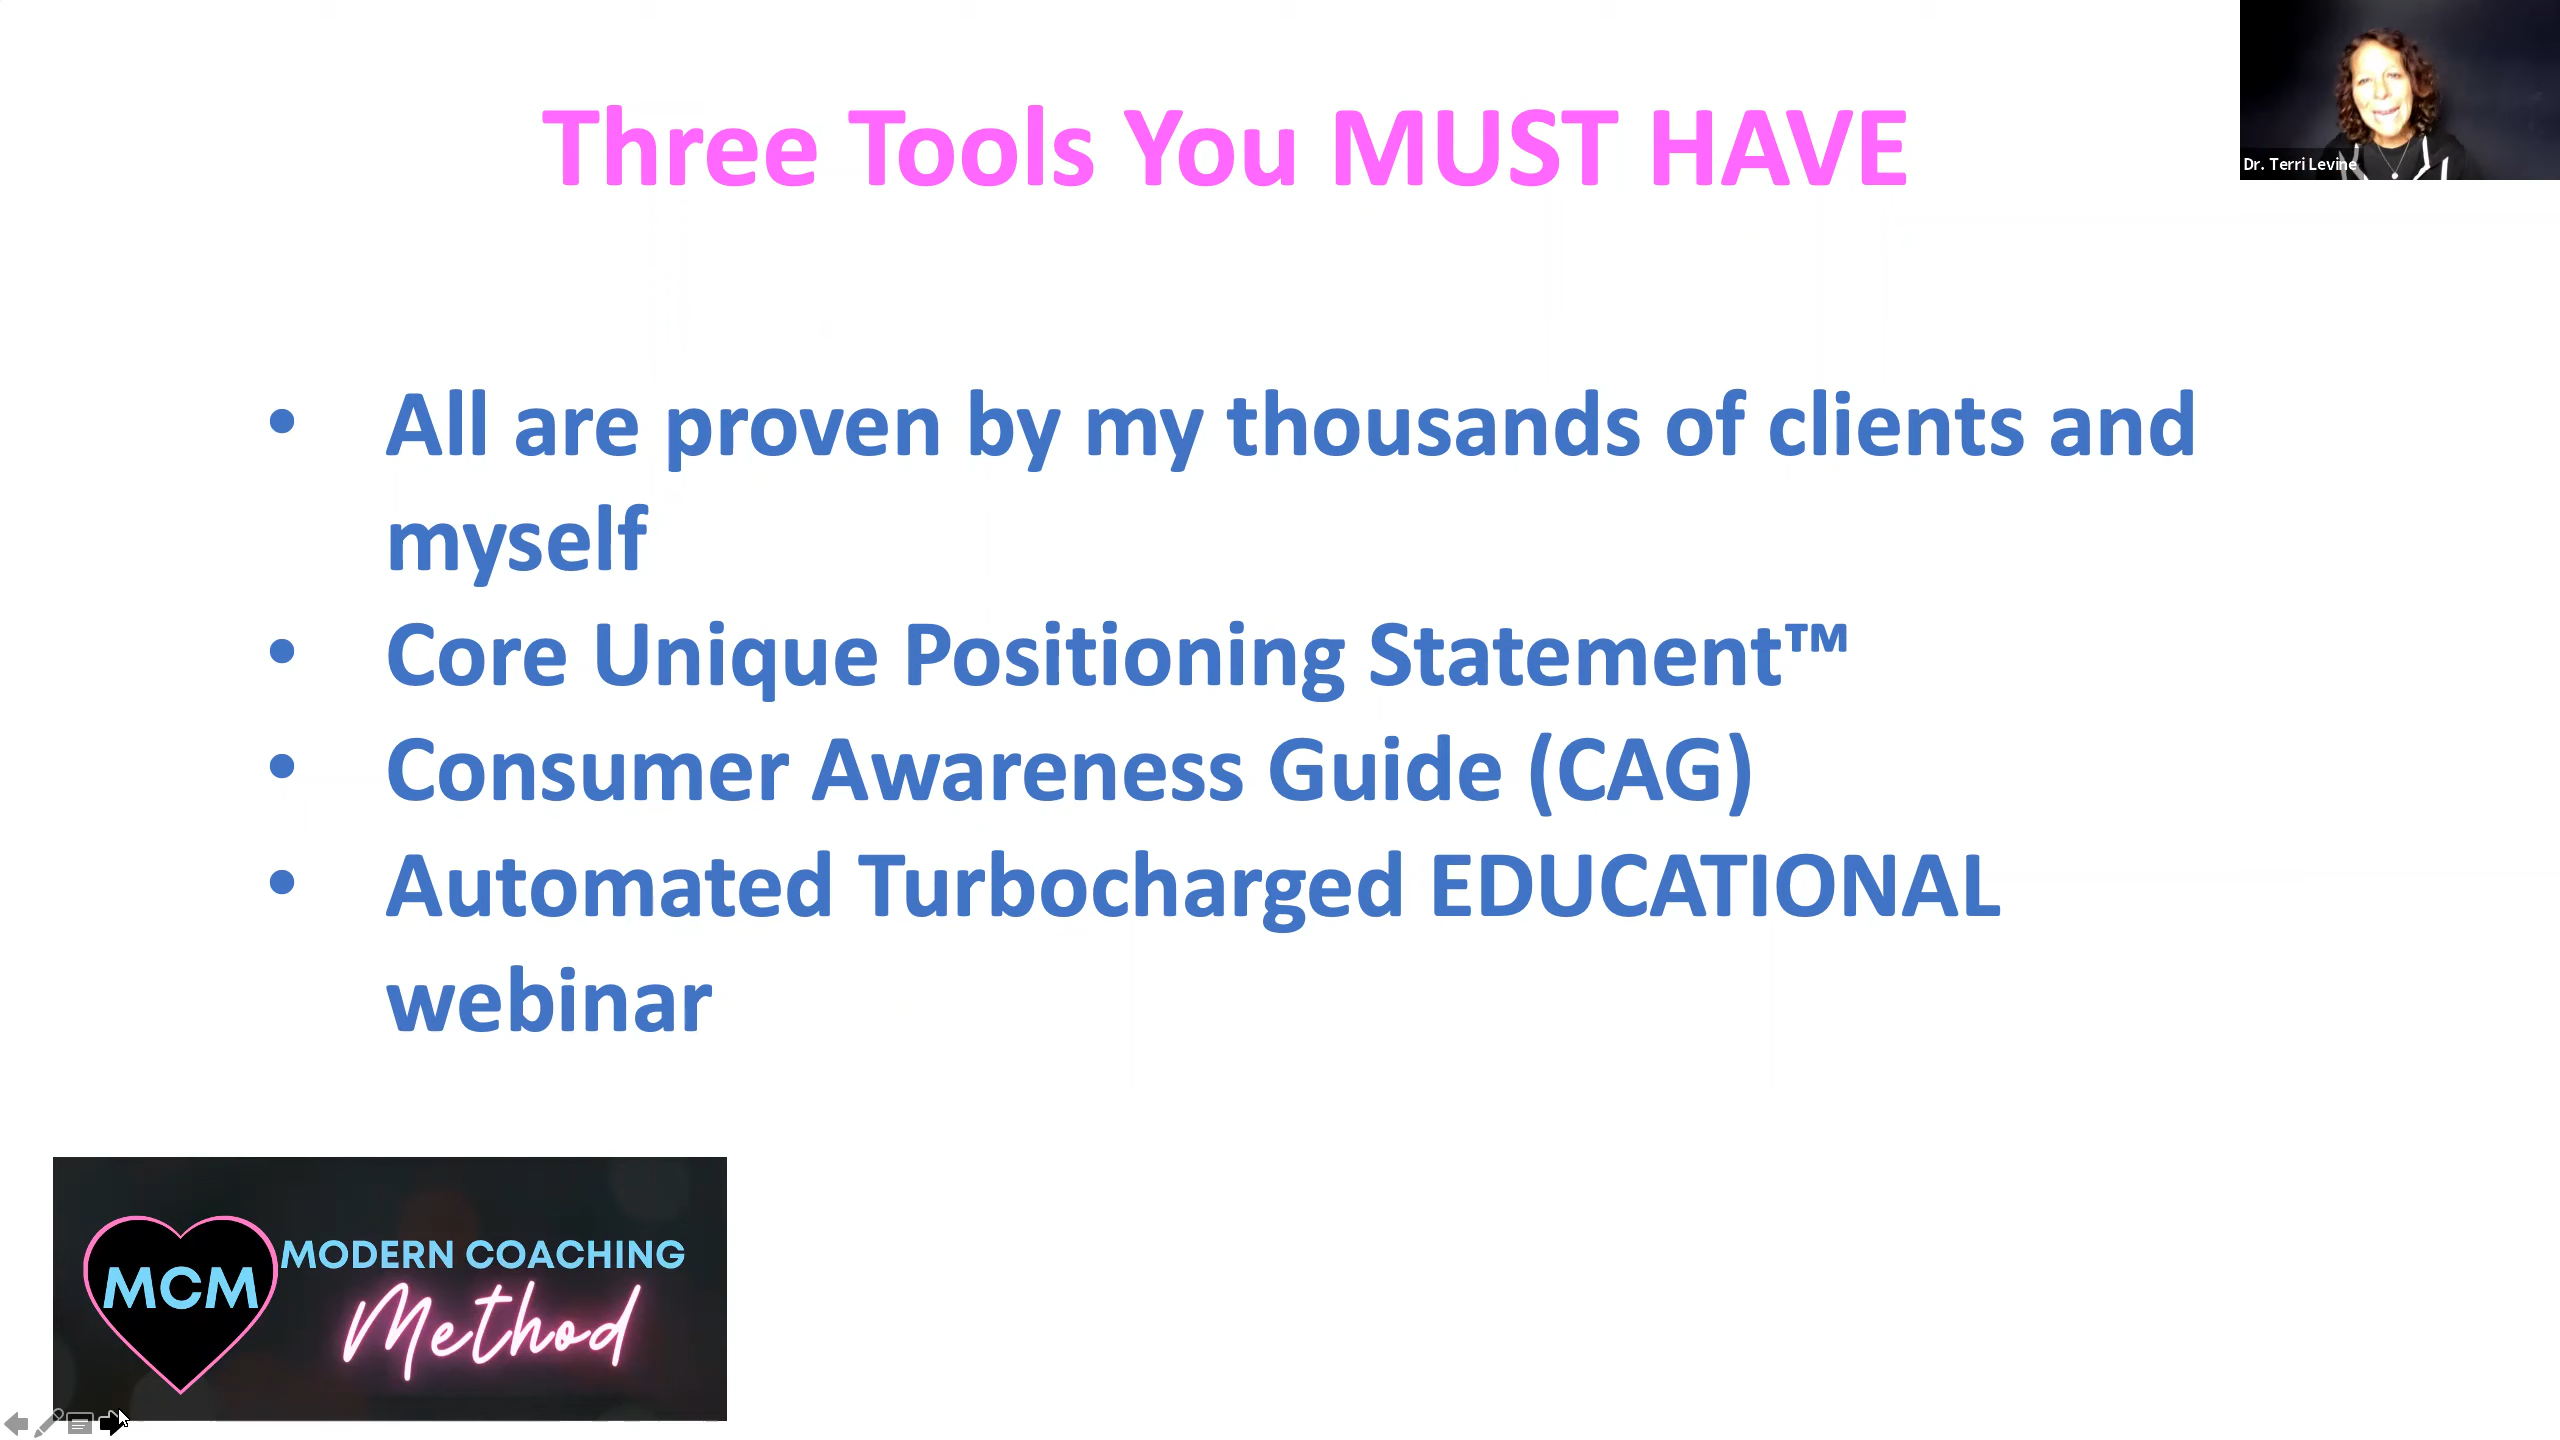 Three Tools You MUST HAVE
Dr. Terri Levine
• All are proven by my thousands of clients and
myself
• Core Unique Positioning Statement™
• Consumer Awareness Guide (CAG)
• Automated Turbocharged EDUCATIONAL
webinar
MCM
MODERN COACHING
Method